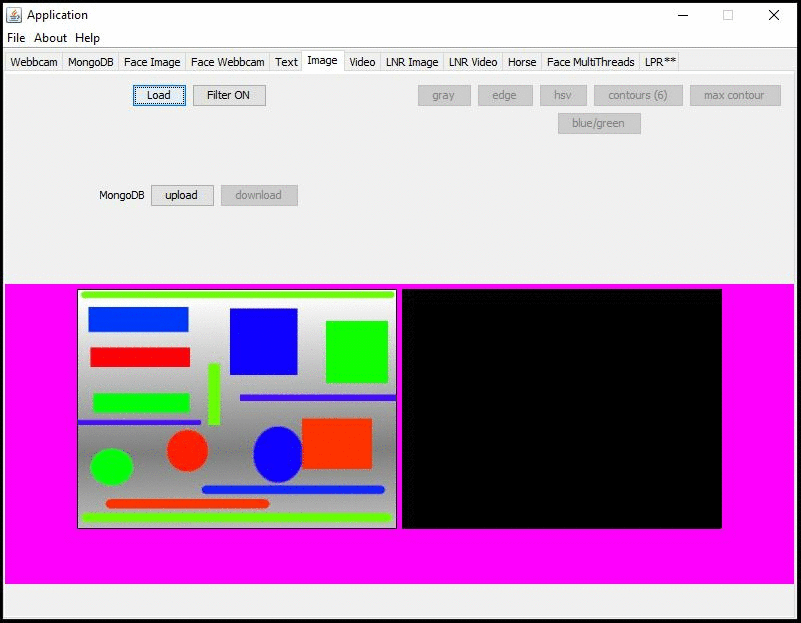 Application
File About Help
Webbcam MongoDB Face Image Face Webbcam Text Image Video LNR Image LNR Video Horse Face MultiThreads LPR**
Load Filter ON gray edge hsv contours (6) max contour
blue/green
MongoDB upload download